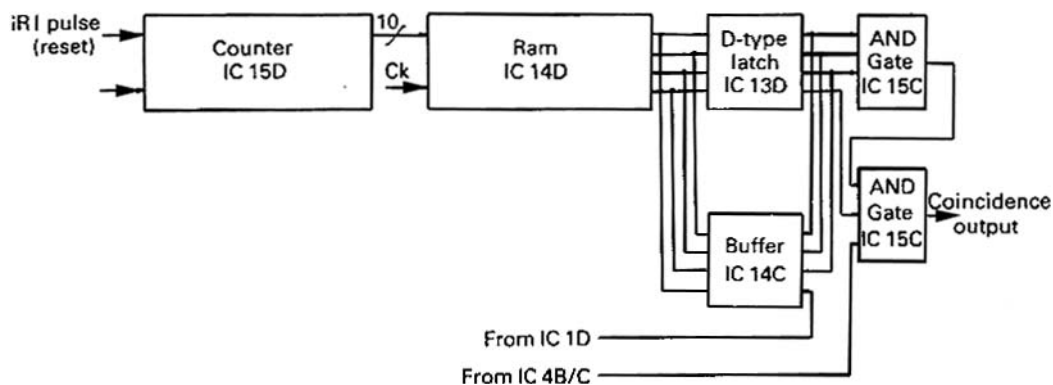 iRI pulse
(reset)
Counter
IC 15D
10
Ck
Ram
IC 14D
D-type
latch
IC 13D
AND
Gate
IC 15C
AND
Gate
IC 15C
Coincidence
output
Buffer
IC 14C
From IC 1D
From IC 4B/C